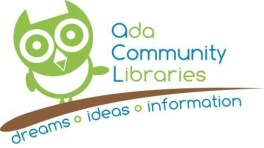 Ada
Community
Libraries
dreams o ideas o information